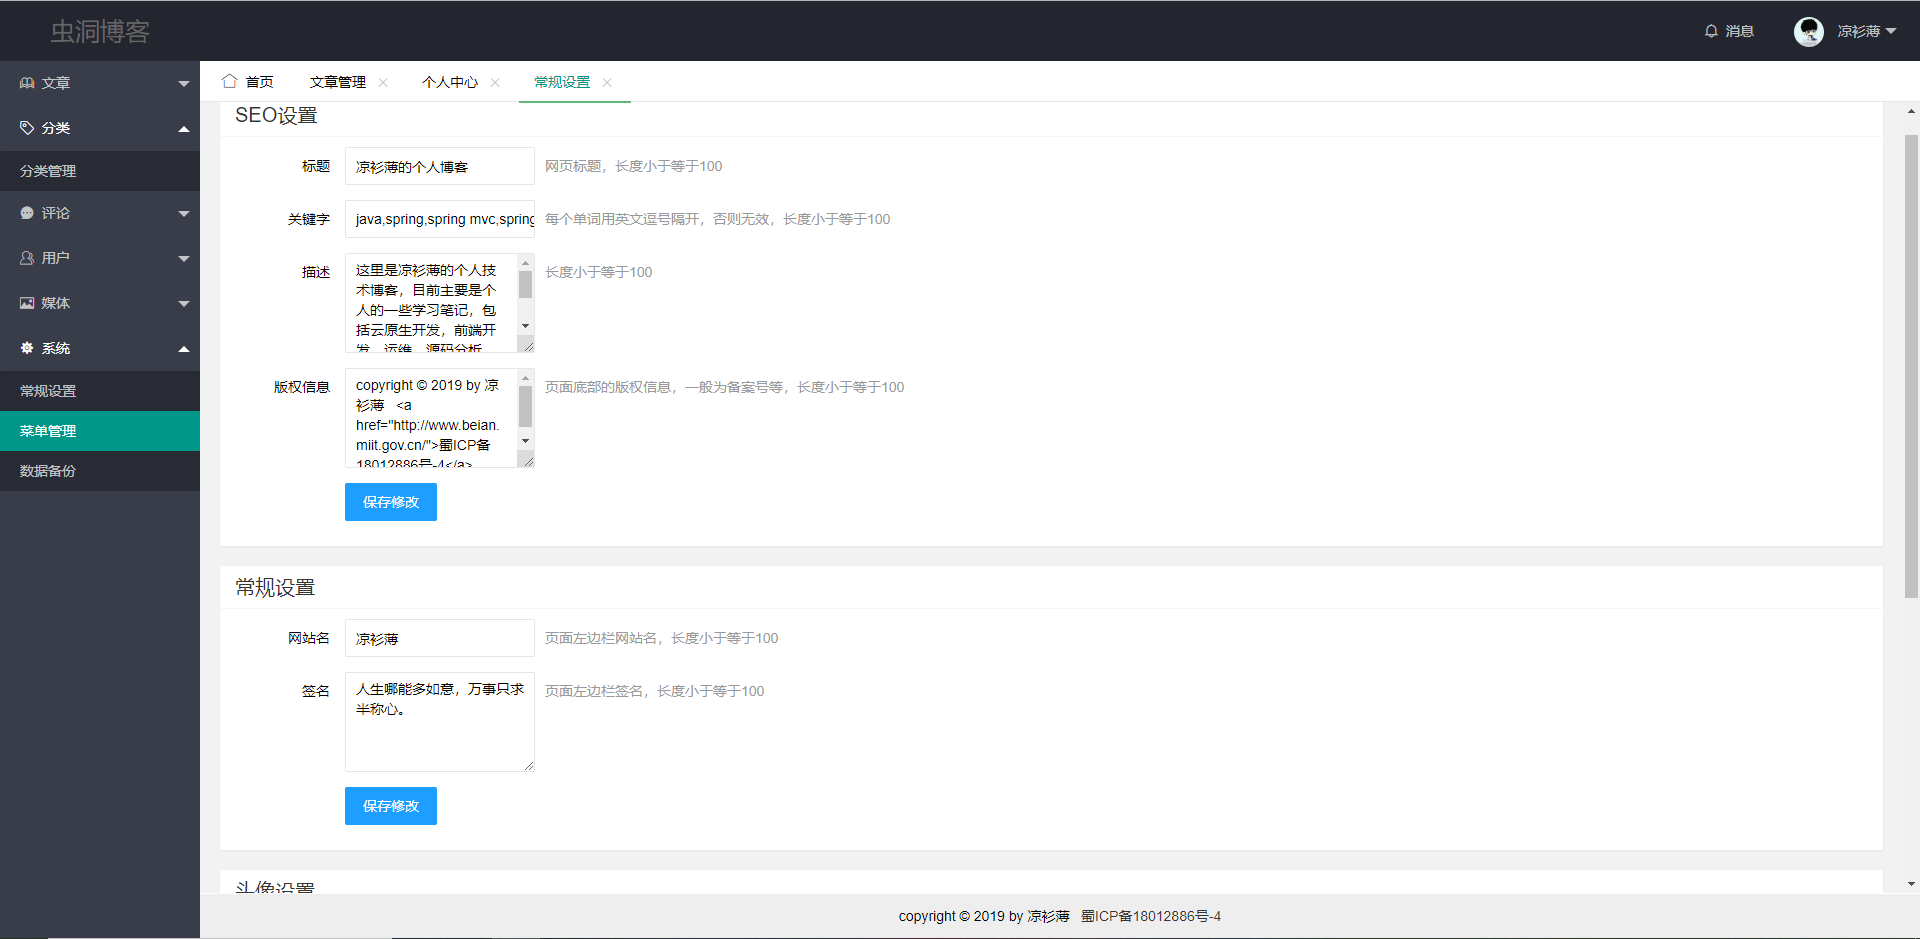 虫洞博客
消息
凉衫薄
文章
分类
分类管理
评论
用户
媒体
系统
常规设置
菜单管理
数据备份
首页
文章管理
个人中心
常规设置
SEO设置
标题
凉衫薄的个人博客
网页标题，长度小于等于100
关键字
java,spring,spring mvc,spring
每个单词用英文逗号隔开，否则无效，长度小于等于100
描述
这里是凉衫薄的个人技
术博客，目前主要是个
人的一些学习笔记，包
括云原生开发，前端开
发，运维，源码分析
长度小于等于100
版权信息
copyright © 2019 by 凉
衫薄 <a
href="http://www.beian.
miit.gov.cn/">蜀ICP备
18012886号-4</a>
页面底部的版权信息，一般为备案号等，长度小于等于100
保存修改
常规设置
网站名
凉衫薄
页面左边栏网站名，长度小于等于100
签名
人生哪能多如意，万事只求
半称心。
页面左边栏签名，长度小于等于100
保存修改
头像设置
copyright © 2019 by 凉衫薄 蜀ICP备18012886号-4